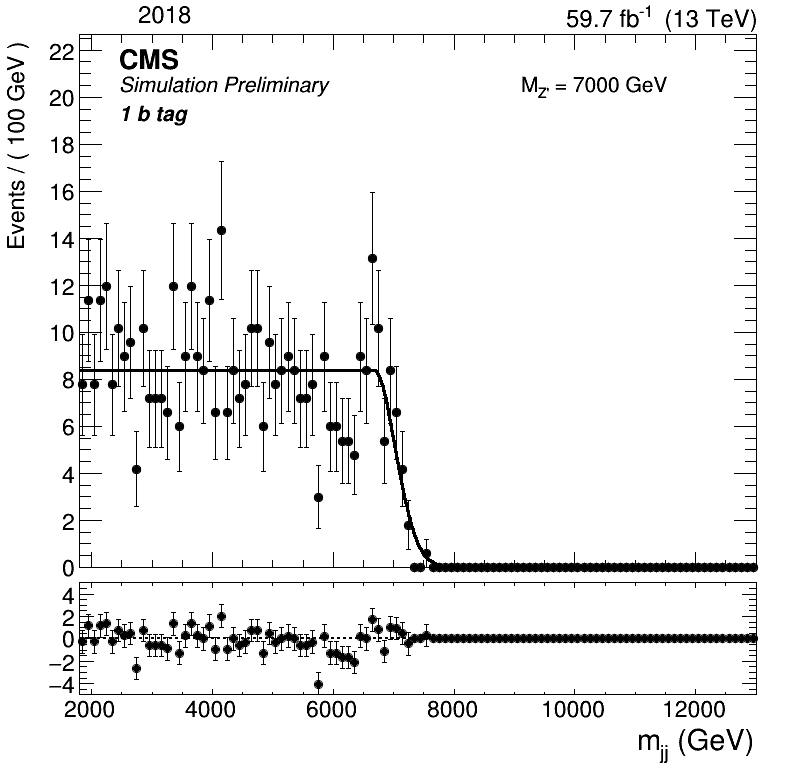 2018
59.7 fb⁻¹ (13 TeV)
CMS
Simulation Preliminary
M_Z' = 7000 GeV
1 b tag
Events / ( 100 GeV )
22
20
18
16
14
12
10
8
6
4
2
0
4
2
0
−2
−4
2000 4000 6000 8000 10000 12000
m_jj (GeV)